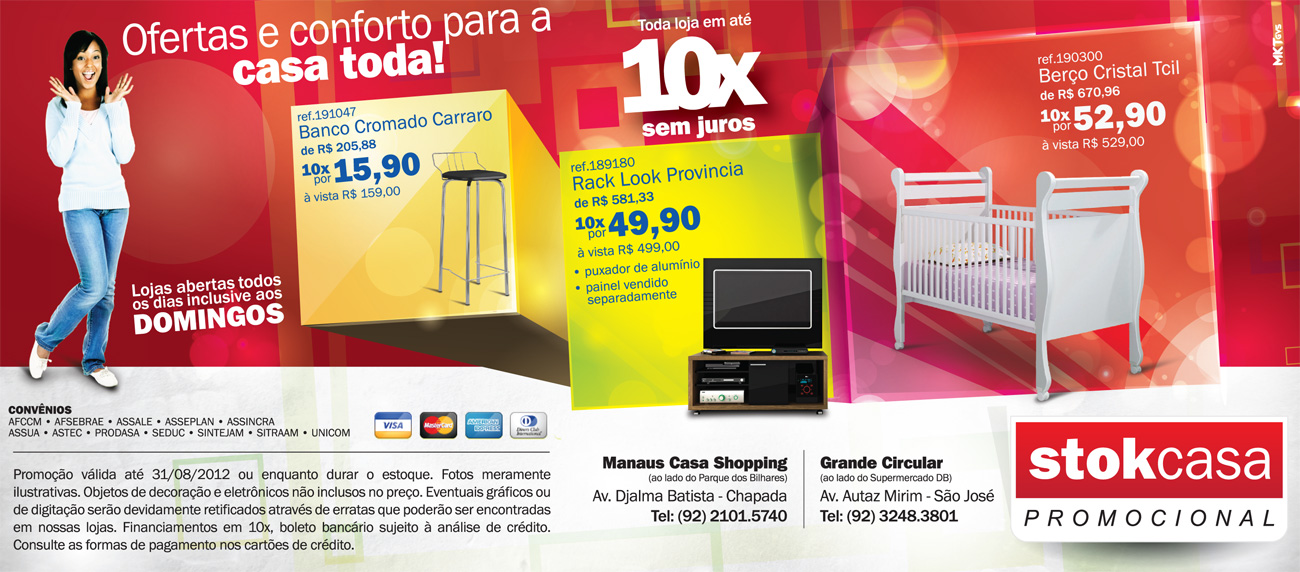 Ofertas e conforto para a
casa toda!
Toda loja em até
10x
sem juros
ref.191047
Banco Cromado Carraro
de R$ 205,88
10x
por 15,90
à vista R$ 159,00
ref.189180
Rack Look Provincia
de R$ 581,33
10x
por 49,90
à vista R$ 499,00
• puxador de alumínio
• painel vendido
separadamente
ref.190300
Berço Cristal Tcil
de R$ 670,96
10x
por 52,90
à vista R$ 529,00
MKTGVS
Lojas abertas todos
os dias inclusive aos
DOMINGOS
CONVÊNIOS
AFCCM • AFSEBRAE • ASSALE • ASSEPLAN • ASSINCRA
ASSUA • ASTEC • PRODASA • SEDUC • SINTEJAM • SITRAAM • UNICOM
VISA
MasterCard
AMERICAN
EXPRESS
Diners Club
International
Promoção válida até 31/08/2012 ou enquanto durar o estoque. Fotos meramente
ilustrativas. Objetos de decoração e eletrônicos não inclusos no preço. Eventuais gráficos ou
de digitação serão devidamente retificados através de erratas que poderão ser encontradas
em nossas lojas. Financiamentos em 10x, boleto bancário sujeito à análise de crédito.
Consulte as formas de pagamento nos cartões de crédito.
Manaus Casa Shopping
(ao lado do Parque dos Bilhares)
Av. Djalma Batista - Chapada
Tel: (92) 2101.5740
Grande Circular
(ao lado do Supermercado DB)
Av. Autaz Mirim - São José
Tel: (92) 3248.3801
stokcasa
PROMOCIONAL